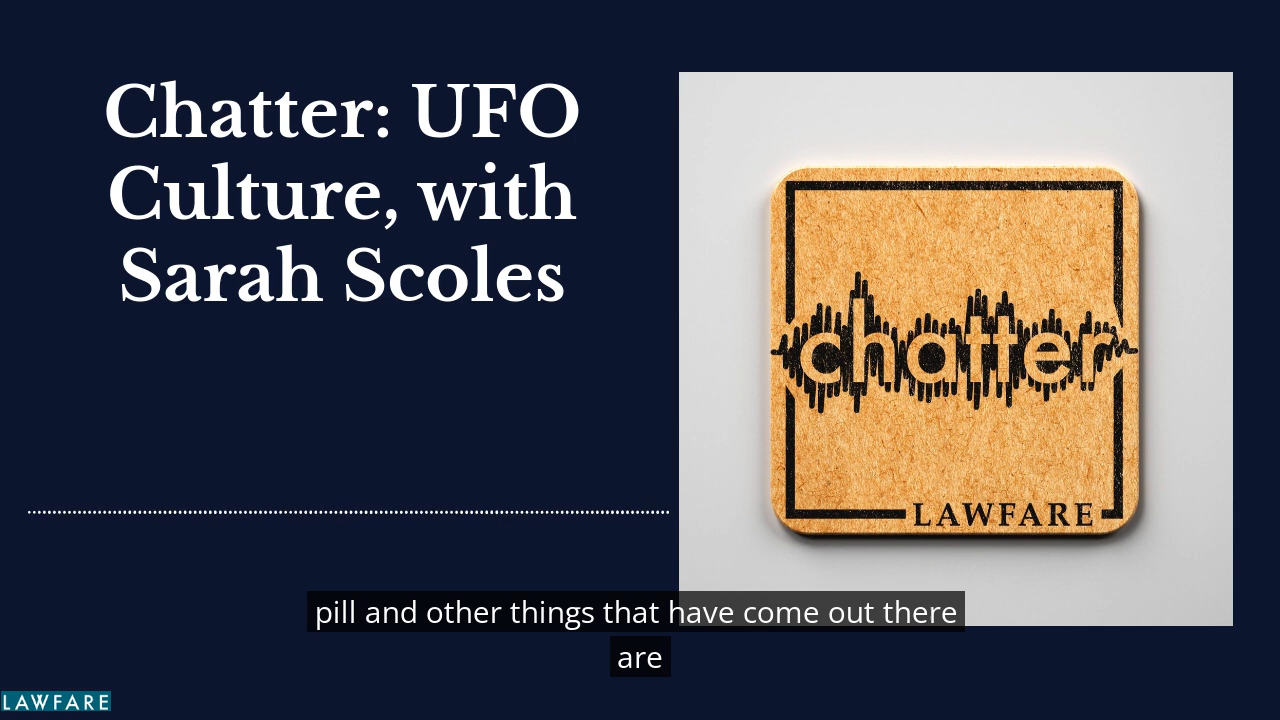 Chatter: UFO
Culture, with
Sarah Scoles
chatter
LAWFARE
pill and other things that have come out there
are
LAWFARE